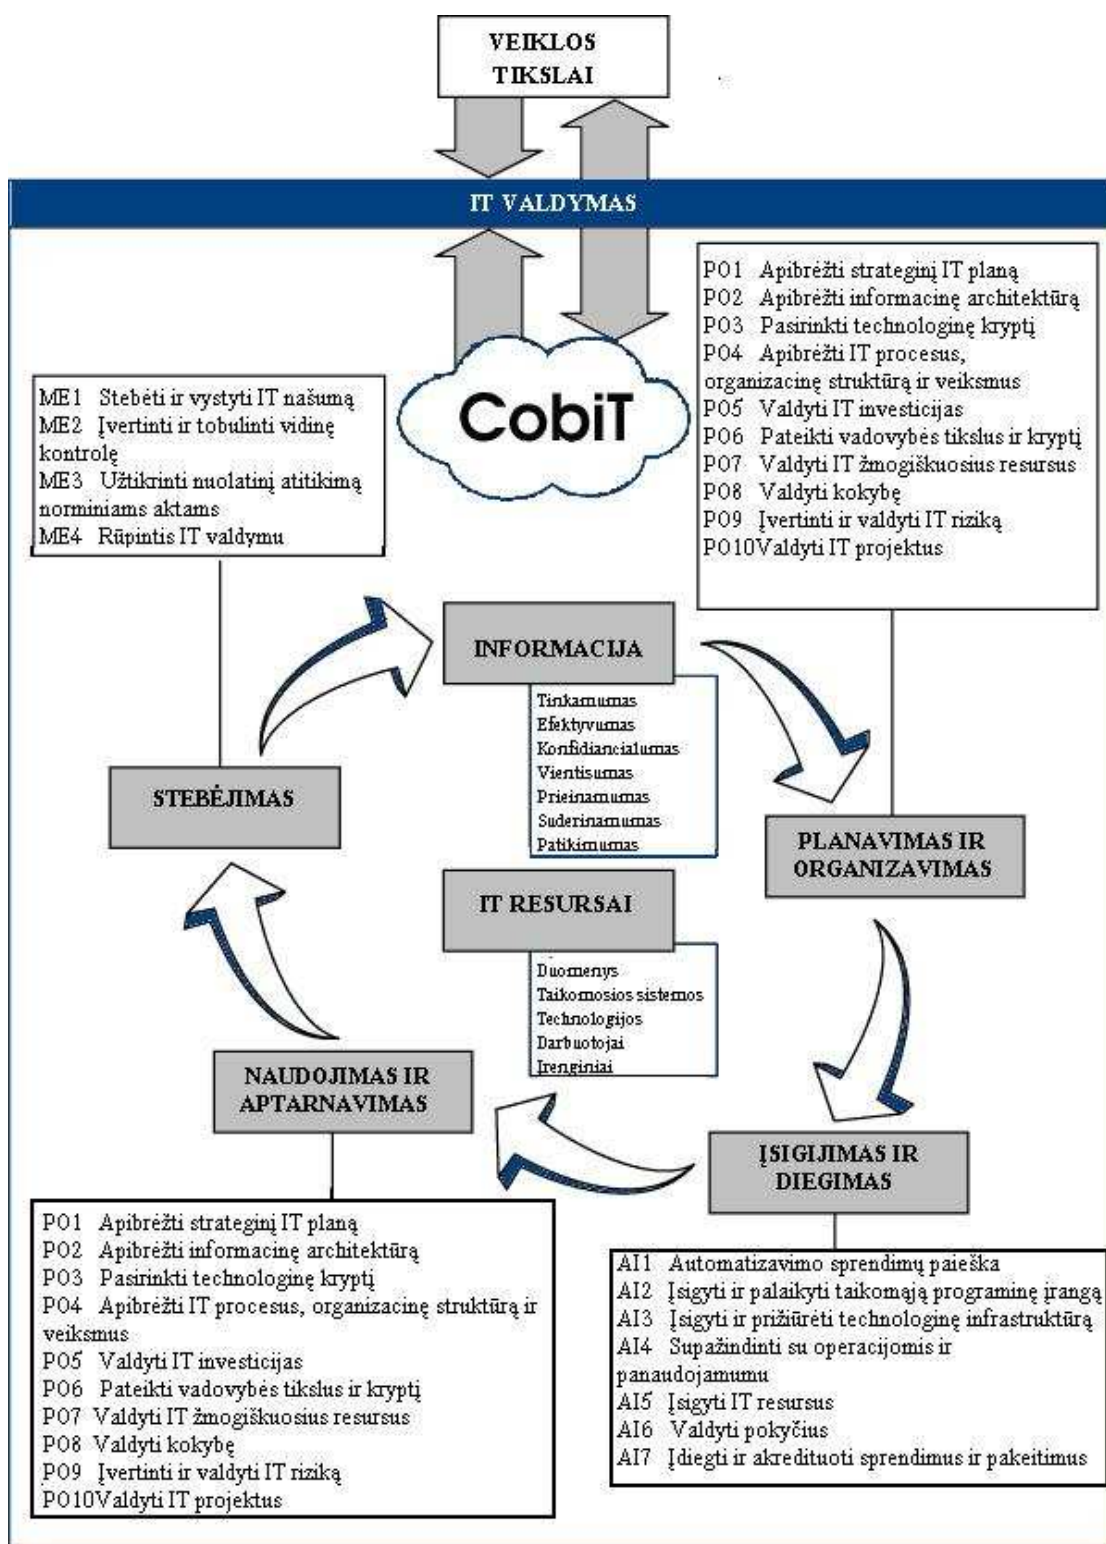 VEIKLOS
TIKSLAI
IT VALDYMAS
CobiT
PO1 Apibrėžti strateginį IT planą
PO2 Apibrėžti informacinę architektūrą
PO3 Pasirinkti technologinę kryptį
PO4 Apibrėžti IT procesus,
organizacinę struktūrą ir veiksmus
PO5 Valdyti IT investicijas
PO6 Pateikti vadovybės tikslus ir kryptį
PO7 Valdyti IT žmogiškuosius resursus
PO8 Valdyti kokybę
PO9 Įvertinti ir valdyti IT riziką
PO10Valdyti IT projektus
ME1 Stebėti ir vystyti IT našumą
ME2 Įvertinti ir tobulinti vidinę
kontrolę
ME3 Užtikrinti nuolatinį atitikimą
norminiams aktams
ME4 Rūpintis IT valdymu
INFORMACIJA
Tinkamumas
Efektyvumas
Konfidiancialumas
Vientisumas
Prieinamumas
Suderinamumas
Patikimumas
STEBĖJIMAS
PLANAVIMAS IR
ORGANIZAVIMAS
IT RESURSAI
Duomenys
Taikomosios sistemos
Technologijos
Darbuotojai
Įrenginiai
NAUDOJIMAS IR
APTARNAVIMAS
ĮSIGIJIMAS IR
DIEGIMAS
PO1 Apibrėžti strateginį IT planą
PO2 Apibrėžti informacinę architektūrą
PO3 Pasirinkti technologinę kryptį
PO4 Apibrėžti IT procesus, organizacinę struktūrą ir
veiksmus
PO5 Valdyti IT investicijas
PO6 Pateikti vadovybės tikslus ir kryptį
PO7 Valdyti IT žmogiškuosius resursus
PO8 Valdyti kokybę
PO9 Įvertinti ir valdyti IT riziką
PO10Valdyti IT projektus
AI1 Automatizavimo sprendimų paieška
AI2 Įsigyti ir palaikyti taikomąją programinę įrangą
AI3 Įsigyti ir prižiūrėti technologinę infrastruktūrą
AI4 Supažindinti su operacijomis ir
panaudojamumu
AI5 Įsigyti IT resursus
AI6 Valdyti pokyčius
AI7 Įdiegti ir akredituoti sprendimus ir pakeitimus